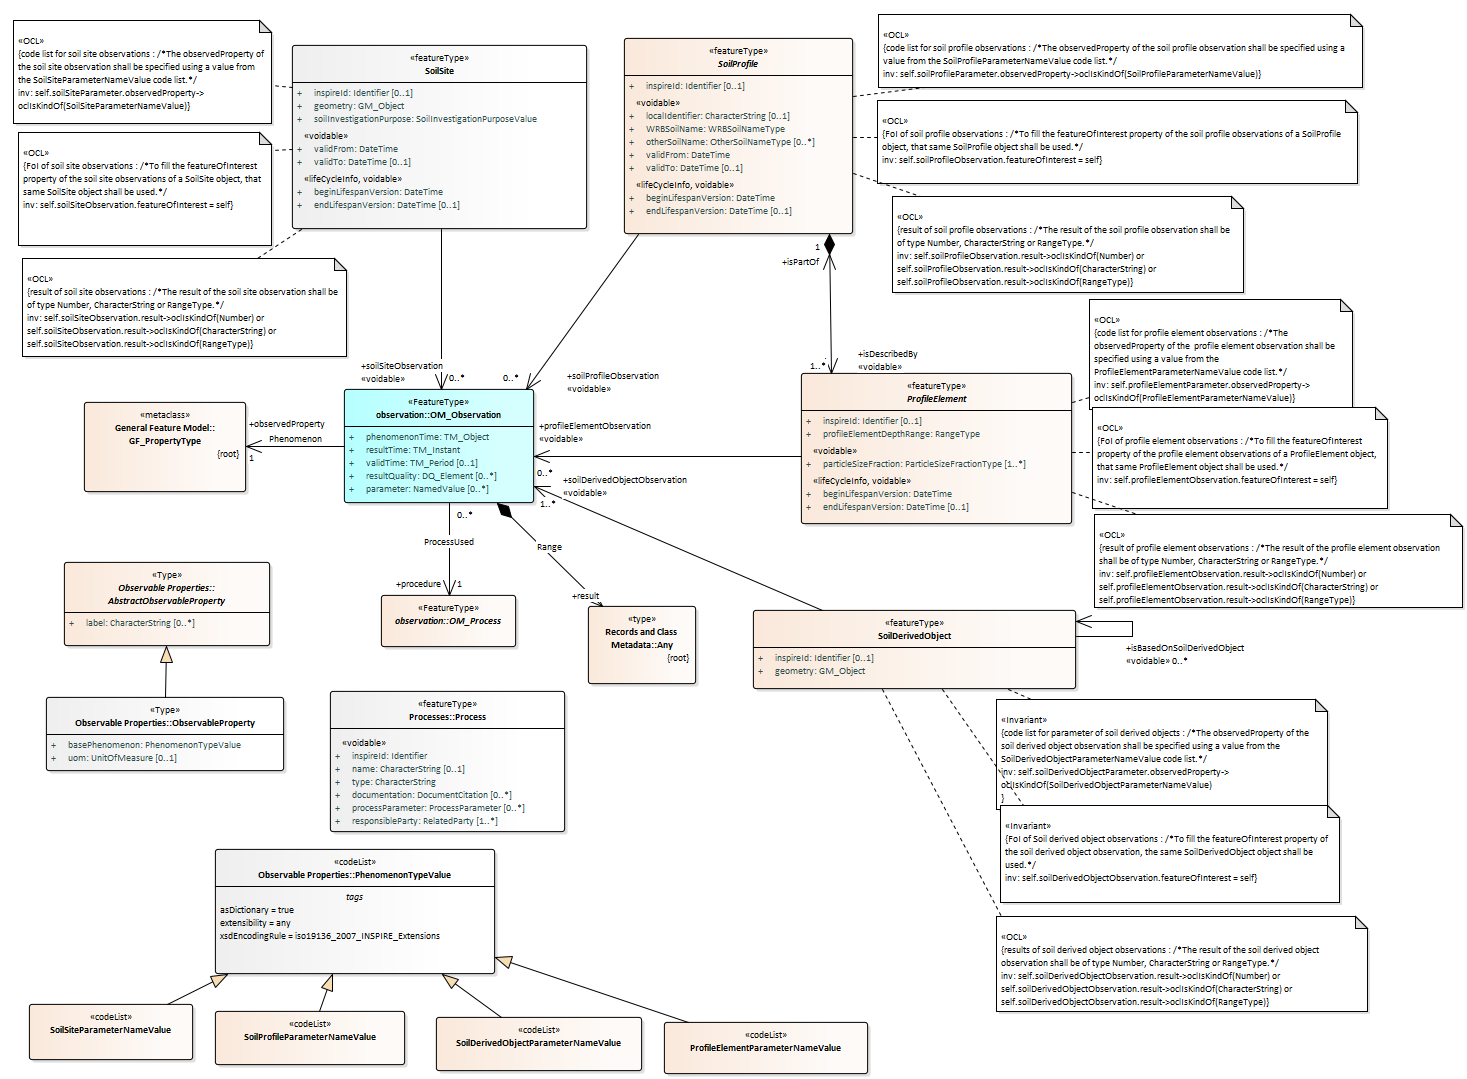 «OCL»
{code list for soil site observations : /*The observedProperty of
the soil site observation shall be specified using a value from
the SoilSiteParameterNameValue code list.*/
inv: self.soilSiteParameter.observedProperty->
oclIsKindOf(SoilSiteParameterNameValue)}
«OCL»
{FoI of soil site observations : /*To fill the featureOfInterest
property of the soil site observations of a SoilSite object, that
same SoilSite object shall be used.*/
inv: self.soilSiteObservation.featureOfInterest = self}
«OCL»
{result of soil site observations : /*The result of the soil site observation shall be
of type Number, CharacterString or RangeType.*/
inv: self.soilSiteObservation.result->oclIsKindOf(Number) or
self.soilSiteObservation.result->oclIsKindOf(CharacterString) or
self.soilSiteObservation.result->oclIsKindOf(RangeType)}
«featureType»
SoilSite
+ inspireId: Identifier [0..1]
+ geometry: GM_Object
+ soilInvestigationPurpose: SoilInvestigationPurposeValue
«voidable»
+ validFrom: DateTime
+ validTo: DateTime [0..1]
«lifeCycleInfo, voidable»
+ beginLifespanVersion: DateTime
+ endLifespanVersion: DateTime [0..1]
«featureType»
SoilProfile
+ inspireId: Identifier [0..1]
«voidable»
+ localIdentifier: CharacterString [0..1]
+ WRBSoilName: WRBSoilNameType
+ otherSoilName: OtherSoilNameType [0..*]
+ validFrom: DateTime
+ validTo: DateTime [0..1]
«lifeCycleInfo, voidable»
+ beginLifespanVersion: DateTime
+ endLifespanVersion: DateTime [0..1]
«OCL»
{code list for soil profile observations : /*The observedProperty of the soil profile observation shall be specified using a
value from the SoilProfileParameterNameValue code list.*/
inv: self.soilProfileParameter.observedProperty->oclIsKindOf(SoilProfileParameterNameValue)}
«OCL»
{FoI of soil profile observations : /*To fill the featureOfInterest property of the soil profile observations of a SoilProfile
object, that same SoilProfile object shall be used.*/
inv: self.soilProfileObservation.featureOfInterest = self}
«OCL»
{result of soil profile observations : /*The result of the soil profile observation shall be
of type Number, CharacterString or RangeType.*/
inv: self.soilProfileObservation.result->oclIsKindOf(Number) or
self.soilProfileObservation.result->oclIsKindOf(CharacterString) or
self.soilProfileObservation.result->oclIsKindOf(RangeType)}
1
+isPartOf
1..*
+isDescribedBy
«voidable»
+soilSiteObservation
«voidable»
0..*
0..*
+soilProfileObservation
«voidable»
«OCL»
{code list for profile element observations : /*The
observedProperty of the  profile element observation shall be
specified using a value from the
ProfileElementParameterNameValue code list.*/
inv: self.profileElementParameter.observedProperty->
oclIsKindOf(ProfileElementParameterNameValue)}
«OCL»
{FoI of profile element observations : /*To fill the featureOfInterest
property of the profile element observations of a ProfileElement object,
that same ProfileElement object shall be used.*/
inv: self.profileElementObservation.featureOfInterest = self}
«OCL»
{result of profile element observations : /*The result of the profile element observation
shall be of type Number, CharacterString or RangeType.*/
inv: self.profileElementObservation.result->oclIsKindOf(Number) or
self.profileElementObservation.result->oclIsKindOf(CharacterString) or
self.profileElementObservation.result->oclIsKindOf(RangeType)}
«metaclass»
General Feature Model::
GF_PropertyType
{root}
+observedProperty
Phenomenon
1
«FeatureType»
observation::OM_Observation
+ phenomenonTime: TM_Object
+ resultTime: TM_Instant
+ validTime: TM_Period [0..1]
+ resultQuality: DQ_Element [0..*]
+ parameter: NamedValue [0..*]
+profileElementObservation
«voidable»
0..*
+soilDerivedObjectObservation
«voidable»
1..*
«featureType»
ProfileElement
+ inspireId: Identifier [0..1]
+ profileElementDepthRange: RangeType
«voidable»
+ particleSizeFraction: ParticleSizeFractionType [1..*]
«lifeCycleInfo, voidable»
+ beginLifespanVersion: DateTime
+ endLifespanVersion: DateTime [0..1]
0..*
ProcessUsed
+procedure
1
Range
+result
«Type»
Observable Properties::
AbstractObservableProperty
+ label: CharacterString [0..*]
«FeatureType»
observation::OM_Process
«type»
Records and Class
Metadata::Any
{root}
«featureType»
SoilDerivedObject
+ inspireId: Identifier [0..1]
+ geometry: GM_Object
+isBasedOnSoilDerivedObject
«voidable» 0..*
«Type»
Observable Properties::ObservableProperty
+ basePhenomenon: PhenomenonTypeValue
+ uom: UnitOfMeasure [0..1]
«featureType»
Processes::Process
«voidable»
+ inspireId: Identifier
+ name: CharacterString [0..1]
+ type: CharacterString
+ documentation: DocumentCitation [0..*]
+ processParameter: ProcessParameter [0..*]
+ responsibleParty: RelatedParty [1..*]
«Invariant»
{code list for parameter of soil derived objects : /*The observedProperty of the
soil derived object observation shall be specified using a value from the
SoilDerivedObjectParameterNameValue code list.*/
inv: self.soilDerivedObjectParameter.observedProperty->
oclIsKindOf(SoilDerivedObjectParameterNameValue)
}
«Invariant»
{FoI of Soil derived object observations : /*To fill the featureOfInterest property of
the soil derived object observation, the same SoilDerivedObject object shall be
used.*/
inv: self.soilDerivedObjectObservation.featureOfInterest = self}
«OCL»
{results of soil derived object observations : /*The result of the soil derived object
observation shall be of type Number, CharacterString or RangeType.*/
inv: self.soilDerivedObjectObservation.result->oclIsKindOf(Number) or
self.soilDerivedObjectObservation.result->oclIsKindOf(CharacterString) or
self.soilDerivedObjectObservation.result->oclIsKindOf(RangeType)}
«codeList»
Observable Properties::PhenomenonTypeValue
tags
asDictionary = true
extensibility = any
xsdEncodingRule = iso19136_2007_INSPIRE_Extensions
«codeList»
SoilSiteParameterNameValue
«codeList»
SoilProfileParameterNameValue
«codeList»
SoilDerivedObjectParameterNameValue
«codeList»
ProfileElementParameterNameValue